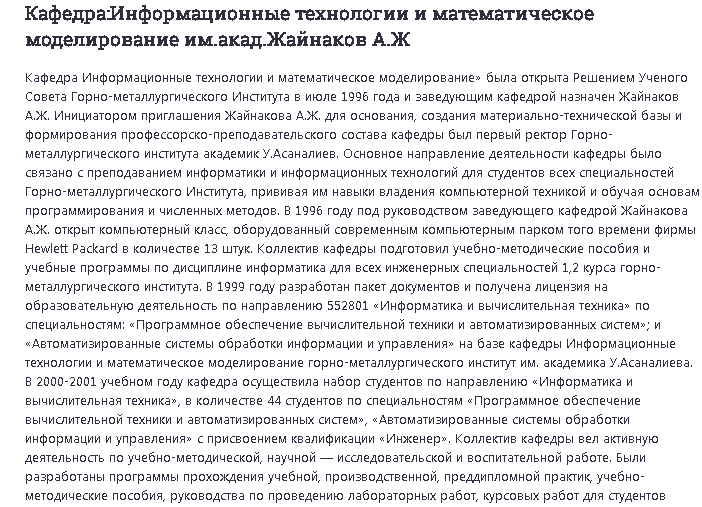 Кафедра:Информационные технологии и математическое
моделирование им.акад.Жайнаков А.Ж
Кафедра Информационные технологии и математическое моделирование» была открыта Решением Ученого
Совета Горно-металлургического Института в июле 1996 года и заведующим кафедрой назначен Жайнаков
А.Ж. Инициатором приглашения Жайнакова А.Ж. для основания, создания материально-технической базы и
формирования профессорско-преподавательского состава кафедры был первый ректор Горно-
металлургического института академик У.Асаналиев. Основное направление деятельности кафедры было
связано с преподаванием информатики и информационных технологий для студентов всех специальностей
Горно-металлургического Института, прививая им навыки владения компьютерной техникой и обучая основам
программирования и численных методов. В 1996 году под руководством заведующего кафедрой Жайнакова
А.Ж. открыт компьютерный класс, оборудованный современным компьютерным парком того времени фирмы
Hewlett Packard в количестве 13 штук. Коллектив кафедры подготовил учебно-методические пособия и
учебные программы по дисциплине информатика для всех инженерных специальностей 1,2 курса горно-
металлургического института. В 1999 году разработан пакет документов и получена лицензия на
образовательную деятельность по направлению 552801 «Информатика и вычислительная техника» по
специальностям: «Программное обеспечение вычислительной техники и автоматизированных систем»; и
«Автоматизированные системы обработки информации и управления» на базе кафедры Информационные
технологии и математическое моделирование горно-металлургический институт им. академика У.Асаналиева.
В 2000-2001 учебном году кафедра осуществила набор студентов по направлению «Информатика и
вычислительная техника», в количестве 44 студентов по специальностям «Программное обеспечение
вычислительной техники и автоматизированных систем», «Автоматизированные системы обработки
информации и управления» с присвоением квалификации «Инженер». Коллектив кафедры вел активную
деятельность по учебно-методической, научной — исследовательской и воспитательной работе. Были
разработаны программы прохождения учебной, производственной, преддипломной практик, учебно-
методические пособия, руководства по проведению лабораторных работ, курсовых работ для студентов